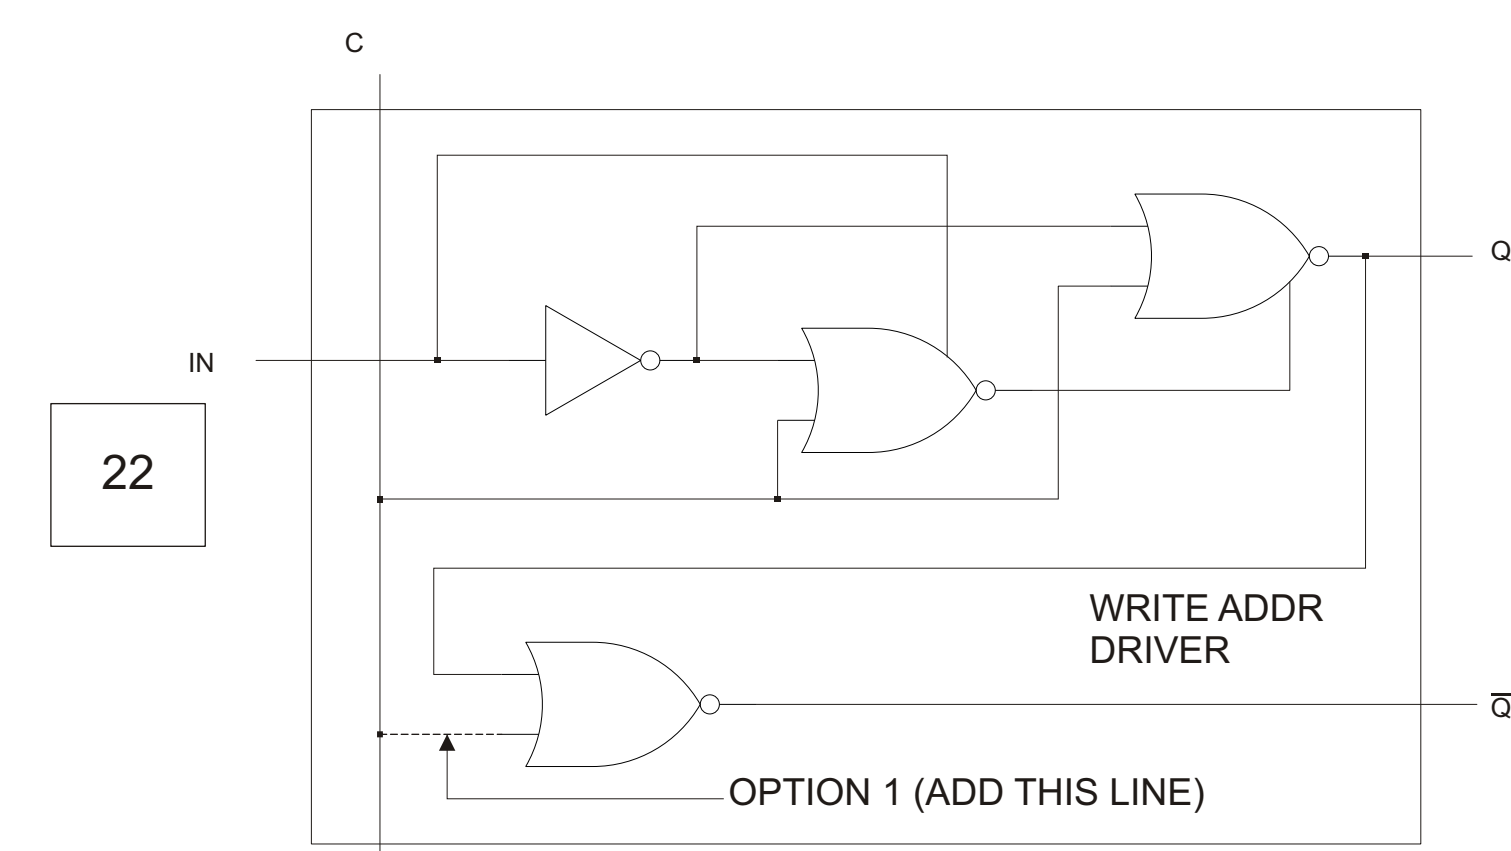 C
IN
22
Q
WRITE ADDR
DRIVER
Q̅
OPTION 1 (ADD THIS LINE)